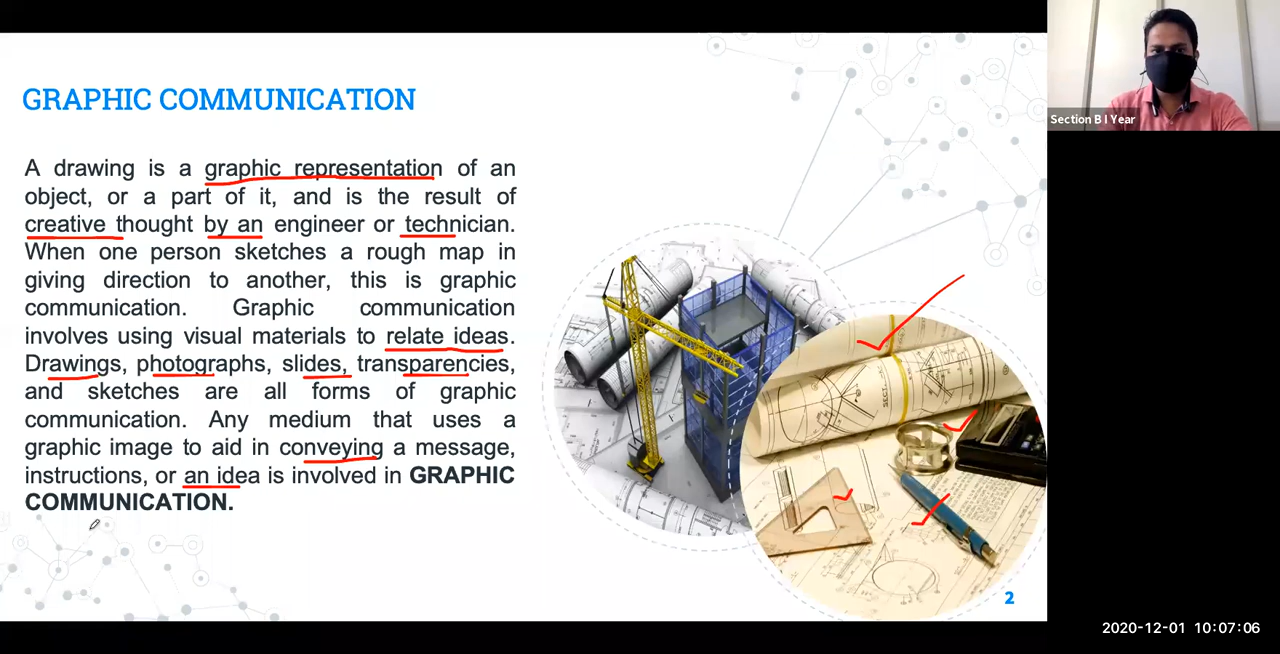 GRAPHIC COMMUNICATION
A drawing is a graphic representation of an
object, or a part of it, and is the result of
creative thought by an engineer or technician.
When one person sketches a rough map in
giving direction to another, this is graphic
communication. Graphic communication
involves using visual materials to relate ideas.
Drawings, photographs, slides, transparencies,
and sketches are all forms of graphic
communication. Any medium that uses a
graphic image to aid in conveying a message,
instructions, or an idea is involved in GRAPHIC
COMMUNICATION.
2
Section B I Year
2020-12-01 10:07:06